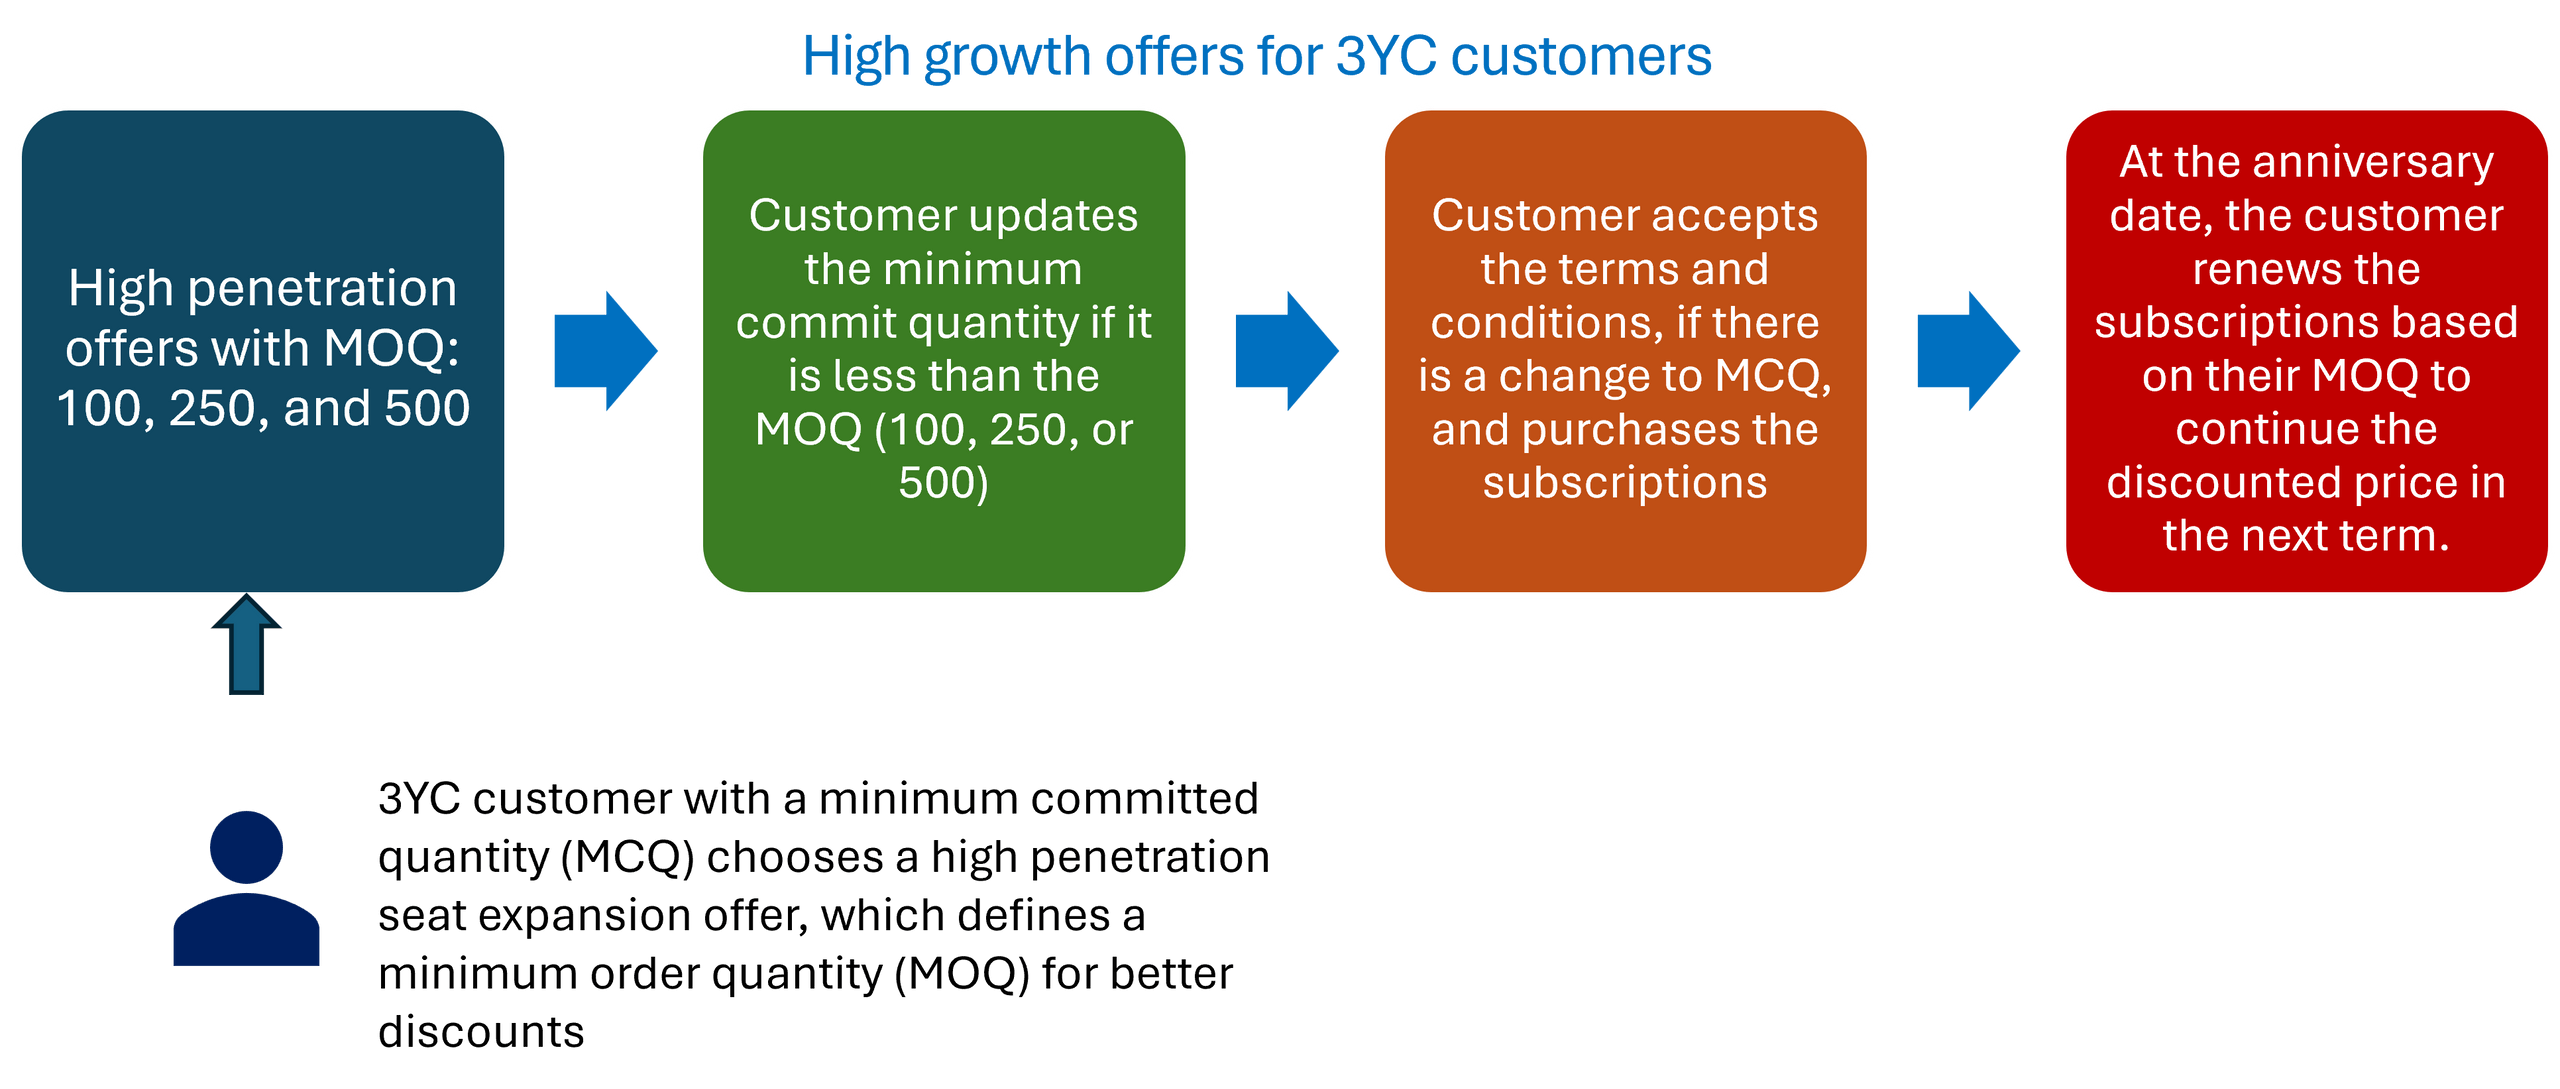 High growth offers for 3YC customers
High penetration
offers with MOQ:
100, 250, and 500
Customer updates
the minimum
commit quantity if it
is less than the
MOQ (100, 250, or
500)
Customer accepts
the terms and
conditions, if there
is a change to MCQ,
and purchases the
subscriptions
At the anniversary
date, the customer
renews the
subscriptions based
on their MOQ to
continue the
discounted price in
the next term.
3YC customer with a minimum committed
quantity (MCQ) chooses a high penetration
seat expansion offer, which defines a
minimum order quantity (MOQ) for better
discounts